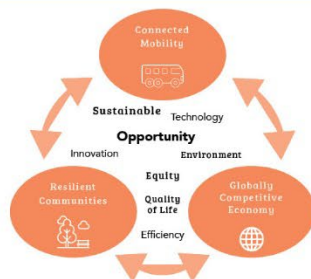 Connected
Mobility
Sustainable
Technology
Opportunity
Innovation
Environment
Equity
Resilient
Communities
Quality
of Life
Globally
Competitive
Economy
Efficiency